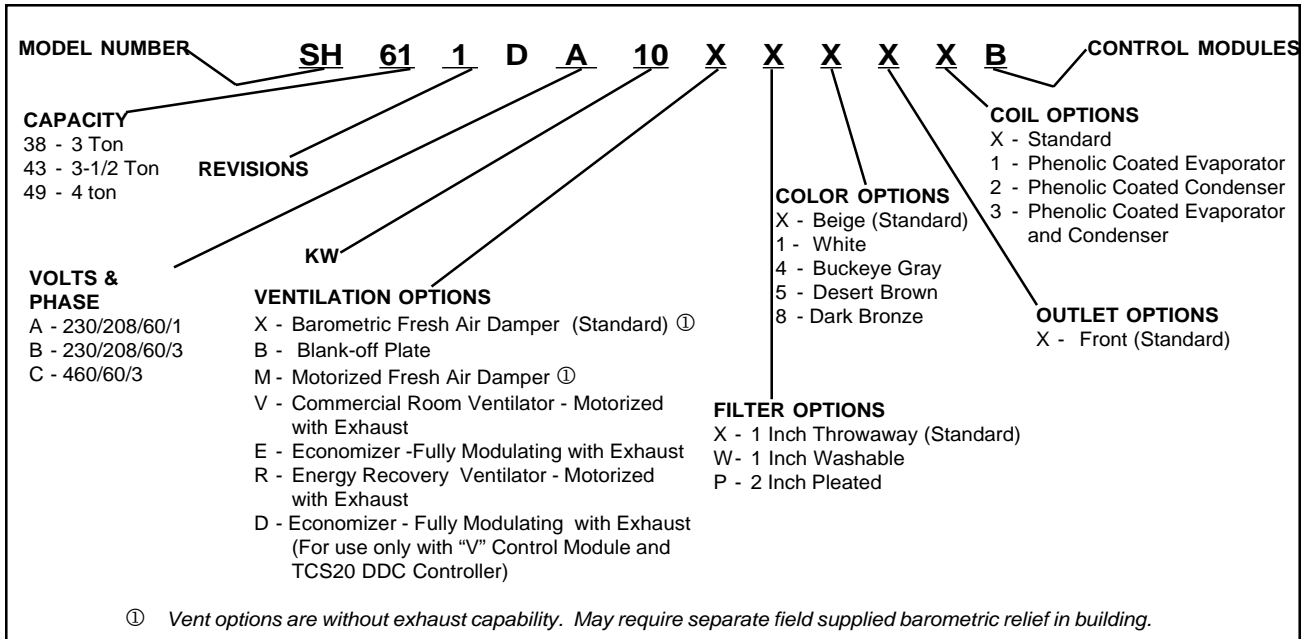 MODEL NUMBER
SH 61 1 D A 10 X X X X X B
CONTROL MODULES
CAPACITY
38 - 3 Ton
43 - 3-1/2 Ton
49 - 4 ton
REVISIONS
VOLTS &
PHASE
A - 230/208/60/1
B - 230/208/60/3
C - 460/60/3
KW
VENTILATION OPTIONS
X - Barometric Fresh Air Damper (Standard) ①
B - Blank-off Plate
M - Motorized Fresh Air Damper ①
V - Commercial Room Ventilator - Motorized
with Exhaust
E - Economizer -Fully Modulating with Exhaust
R - Energy Recovery Ventilator - Motorized
with Exhaust
D - Economizer - Fully Modulating with Exhaust
(For use only with “V” Control Module and
TCS20 DDC Controller)
FILTER OPTIONS
X - 1 Inch Throwaway (Standard)
W- 1 Inch Washable
P - 2 Inch Pleated
COLOR OPTIONS
X - Beige (Standard)
1 - White
4 - Buckeye Gray
5 - Desert Brown
8 - Dark Bronze
OUTLET OPTIONS
X - Front (Standard)
COIL OPTIONS
X - Standard
1 - Phenolic Coated Evaporator
2 - Phenolic Coated Condenser
3 - Phenolic Coated Evaporator
and Condenser
① Vent options are without exhaust capability. May require separate field supplied barometric relief in building.